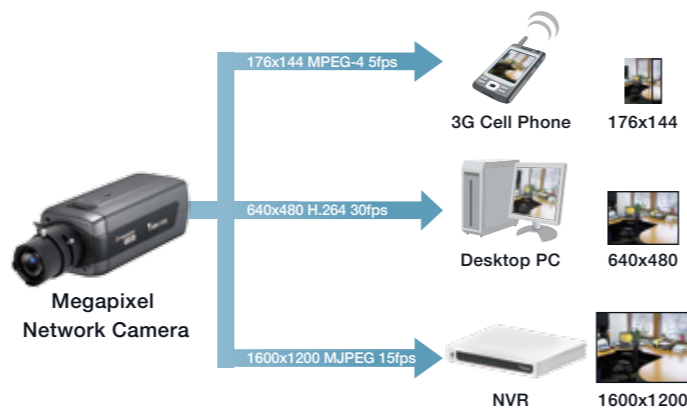 176x144 MPEG-4 5fps
3G Cell Phone
176x144
640x480 H.264 30fps
Desktop PC
640x480
Megapixel
Network Camera
1600x1200 MJPEG 15fps
NVR
1600x1200